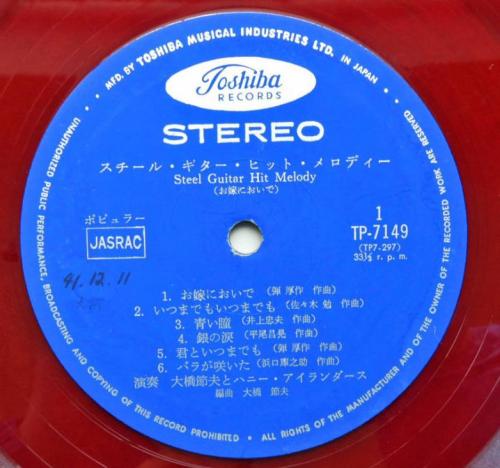 MFD. BY TOSHIBA MUSICAL INDUSTRIES LTD. IN JAPAN
Toshiba
RECORDS
STEREO
スチール・ギター・ヒット・メロディー
Steel Guitar Hit Melody
(お嫁においで)
ポピュラー
JASRAC
1
TP-7149
(TP7-297)
33⅓ r. p. m.
41.12.11
1. お嫁においで (弾 厚作 作曲)
2. いつまでもいつまでも (佐々木 勉 作曲)
3. 青い瞳 (井上忠夫 作曲)
4. 銀の涙 (平尾昌晃 作曲)
5. 君といつまでも (弾 厚作 作曲)
6. バラが咲いた (浜口庫之助 作曲)
演奏 大橋節夫とハニー・アイランダース
編曲 大橋 節夫
UNAUTHORIZED PUBLIC PERFORMANCE, BROADCASTING AND COPYING OF THIS RECORD PROHIBITED • ALL RIGHTS OF THE MANUFACTURER AND OF THE OWNER OF THE RECORDED WORK ARE RESERVED